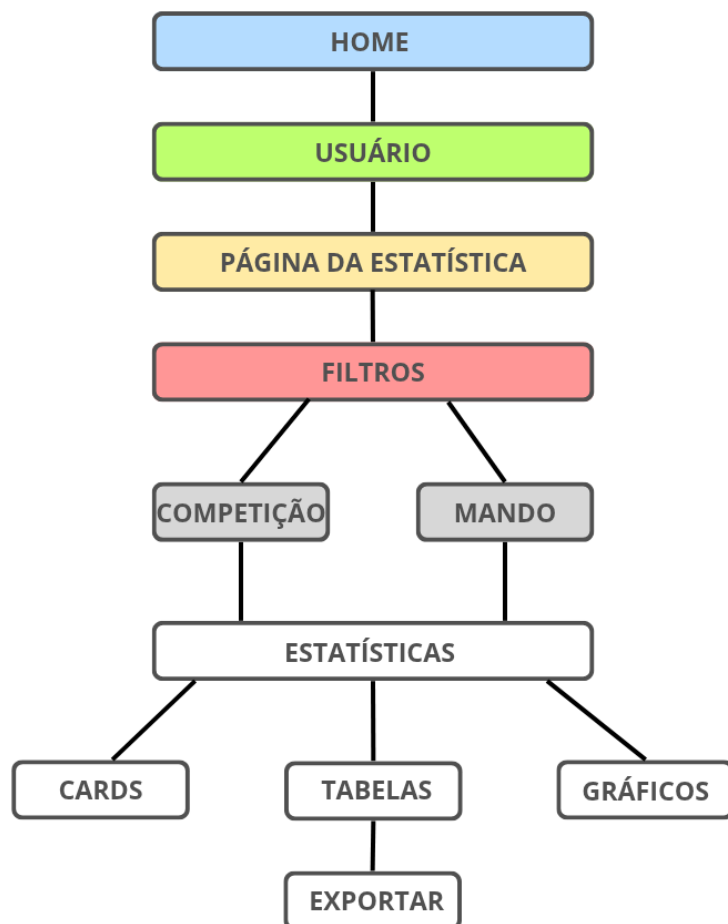 HOME
USUÁRIO
PÁGINA DA ESTATÍSTICA
FILTROS
COMPETIÇÃO
MANDO
ESTATÍSTICAS
CARDS
TABELAS
GRÁFICOS
EXPORTAR